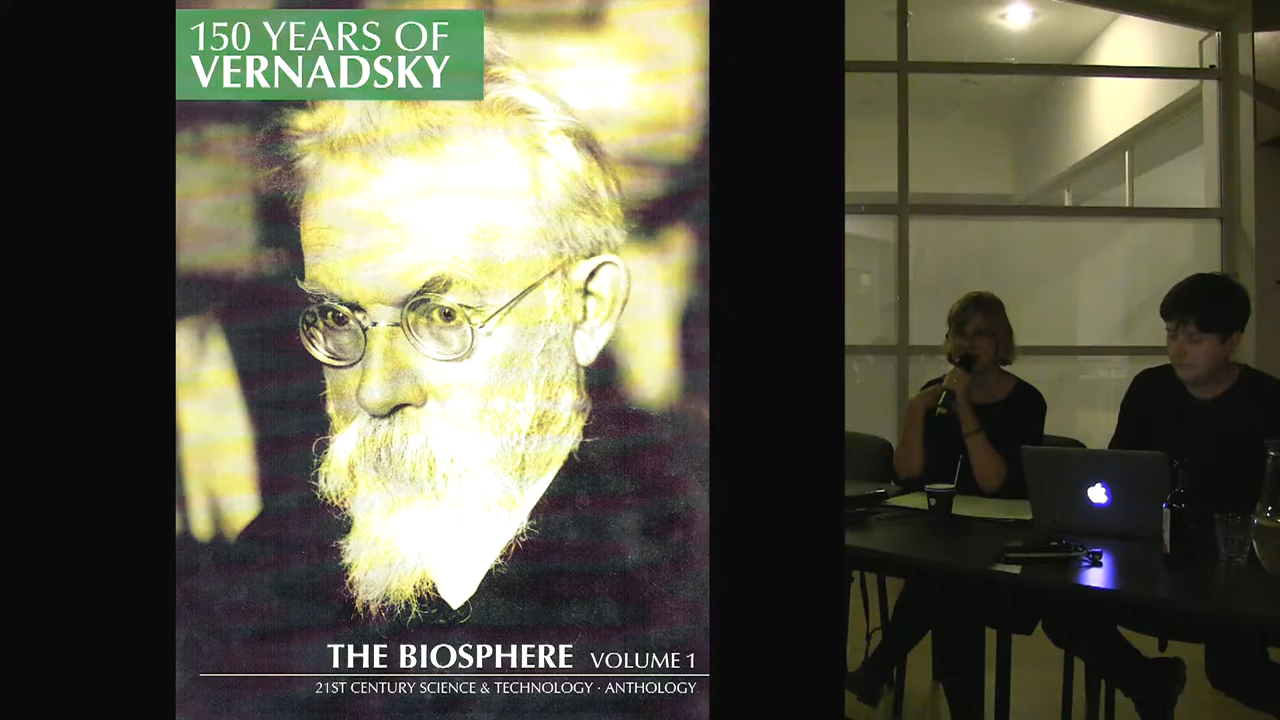 150 YEARS OF
VERNADSKY
THE BIOSPHERE VOLUME 1
21ST CENTURY SCIENCE & TECHNOLOGY · ANTHOLOGY